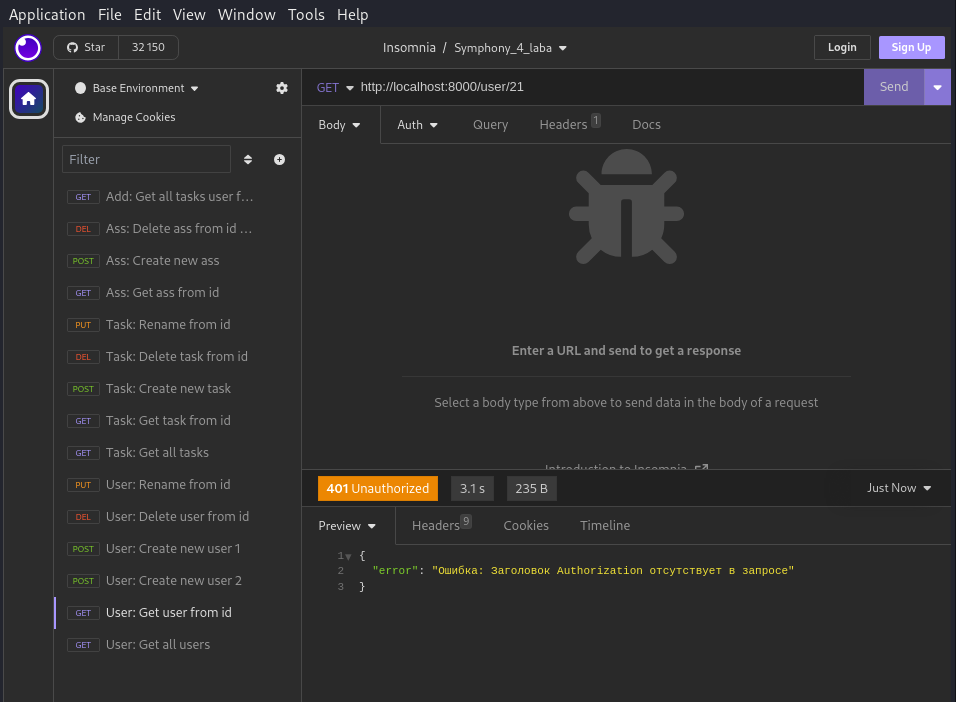 Application File Edit View Window Tools Help
Star 32 150
Insomnia / Symphony_4_laba
Login Sign Up
Base Environment
Manage Cookies
GET http://localhost:8000/user/21 Send
Body Auth Query Headers 1 Docs
Filter
GET Add: Get all tasks user f...
DEL Ass: Delete ass from id ...
POST Ass: Create new ass
GET Ass: Get ass from id
PUT Task: Rename from id
DEL Task: Delete task from id
POST Task: Create new task
GET Task: Get task from id
GET Task: Get all tasks
PUT User: Rename from id
DEL User: Delete user from id
POST User: Create new user 1
POST User: Create new user 2
GET User: Get user from id
GET User: Get all users
Enter a URL and send to get a response
Select a body type from above to send data in the body of a request
Introduction to Insomnia
401 Unauthorized 3.1 s 235 B Just Now
Preview Headers 9 Cookies Timeline
1 {
2 "error": "Ошибка: Заголовок Authorization отсутствует в запросе"
3 }